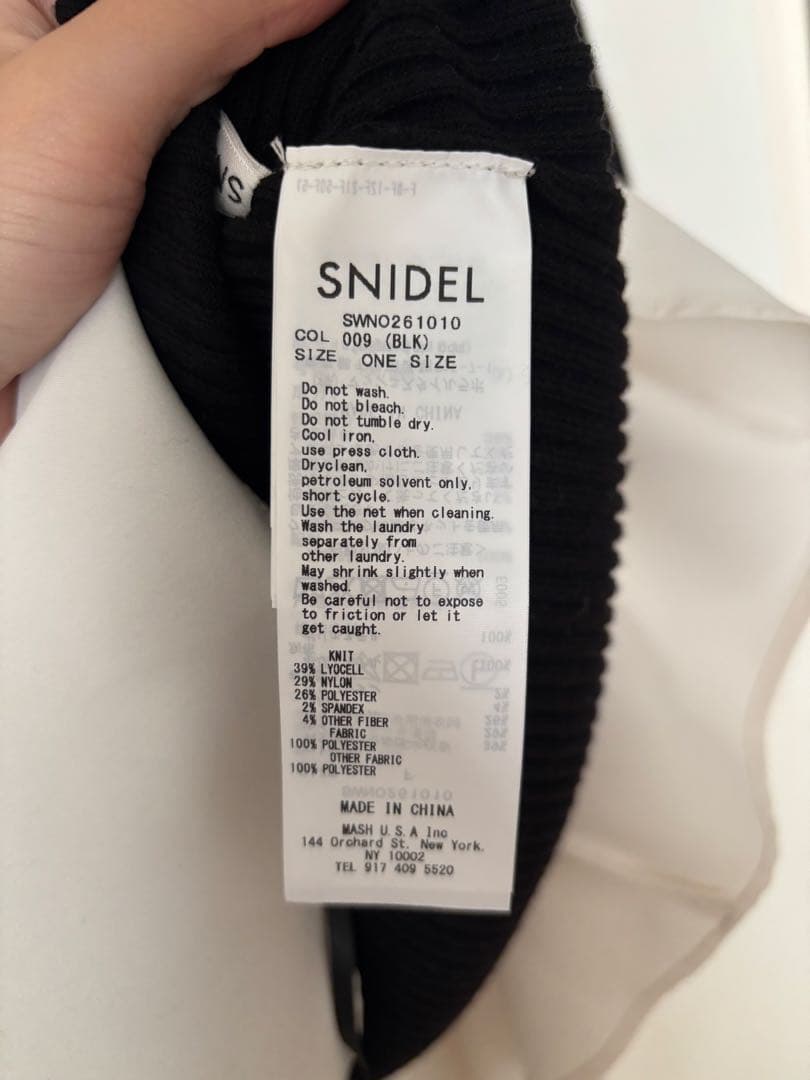 SNIDEL
SWNO261010
COL 009 (BLK)
SIZE ONE SIZE
Do not wash.
Do not bleach.
Do not tumble dry.
Cool iron,
use press cloth.
Dryclean,
petroleum solvent only,
short cycle.
Use the net when cleaning.
Wash the laundry
separately from
other laundry.
May shrink slightly when
washed.
Be careful not to expose
to friction or let it
get caught.
KNIT
39% LYOCELL
29% NYLON
26% POLYESTER
2% SPANDEX
4% OTHER FIBER
FABRIC
100% POLYESTER
OTHER FABRIC
100% POLYESTER
MADE IN CHINA
MASH U.S.A Inc
144 Orchard St. New York.
NY 10002
TEL 917 409 5520